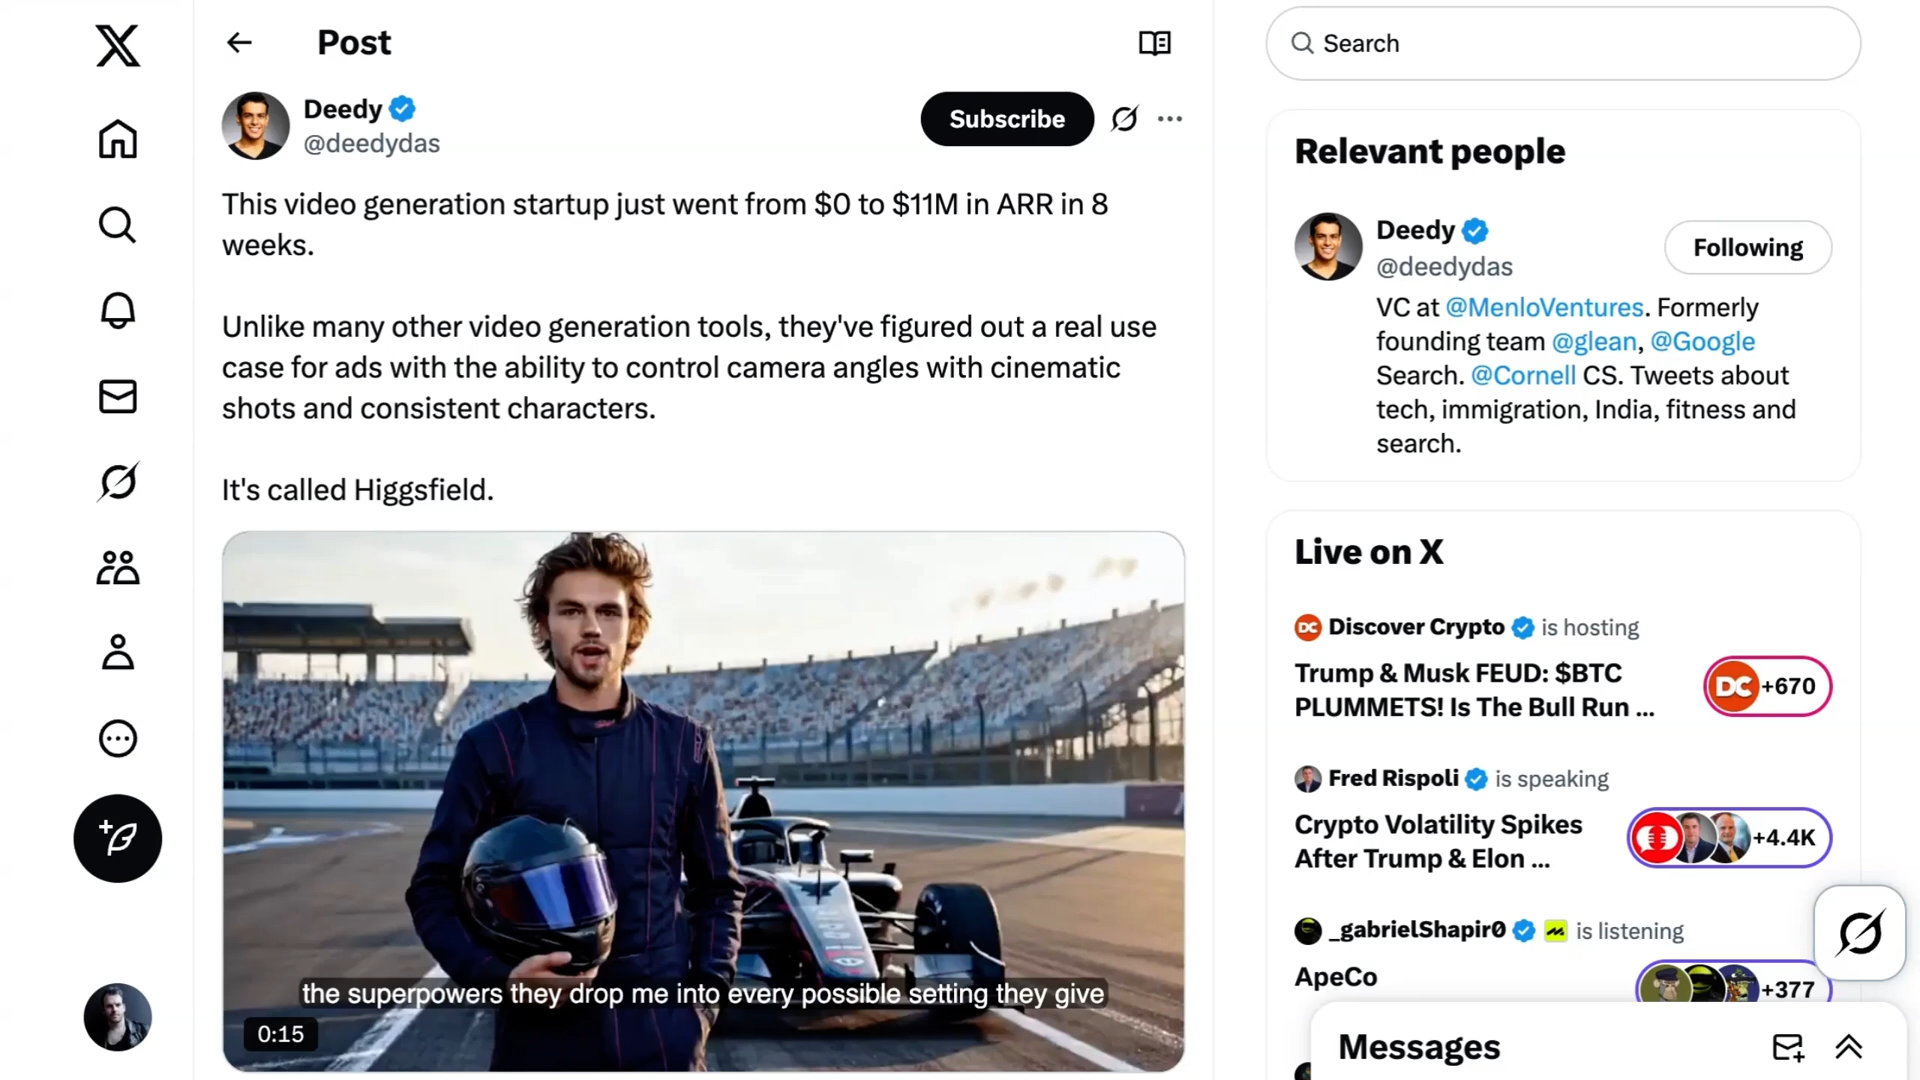 Post
Search
Deedy
@deedydas
Subscribe
This video generation startup just went from $0 to $11M in ARR in 8
weeks.
Unlike many other video generation tools, they've figured out a real use
case for ads with the ability to control camera angles with cinematic
shots and consistent characters.
It's called Higgsfield.
the superpowers they drop me into every possible setting they give
0:15
Relevant people
Deedy
@deedydas
Following
VC at @MenloVentures. Formerly
founding team @glean, @Google
Search. @Cornell CS. Tweets about
tech, immigration, India, fitness and
search.
Live on X
DC Discover Crypto is hosting
Trump & Musk FEUD: $BTC
PLUMMETS! Is The Bull Run ...
DC +670
Fred Rispoli is speaking
Crypto Volatility Spikes
After Trump & Elon ...
+4.4K
_gabrielShapir0 is listening
ApeCo
+377
Messages